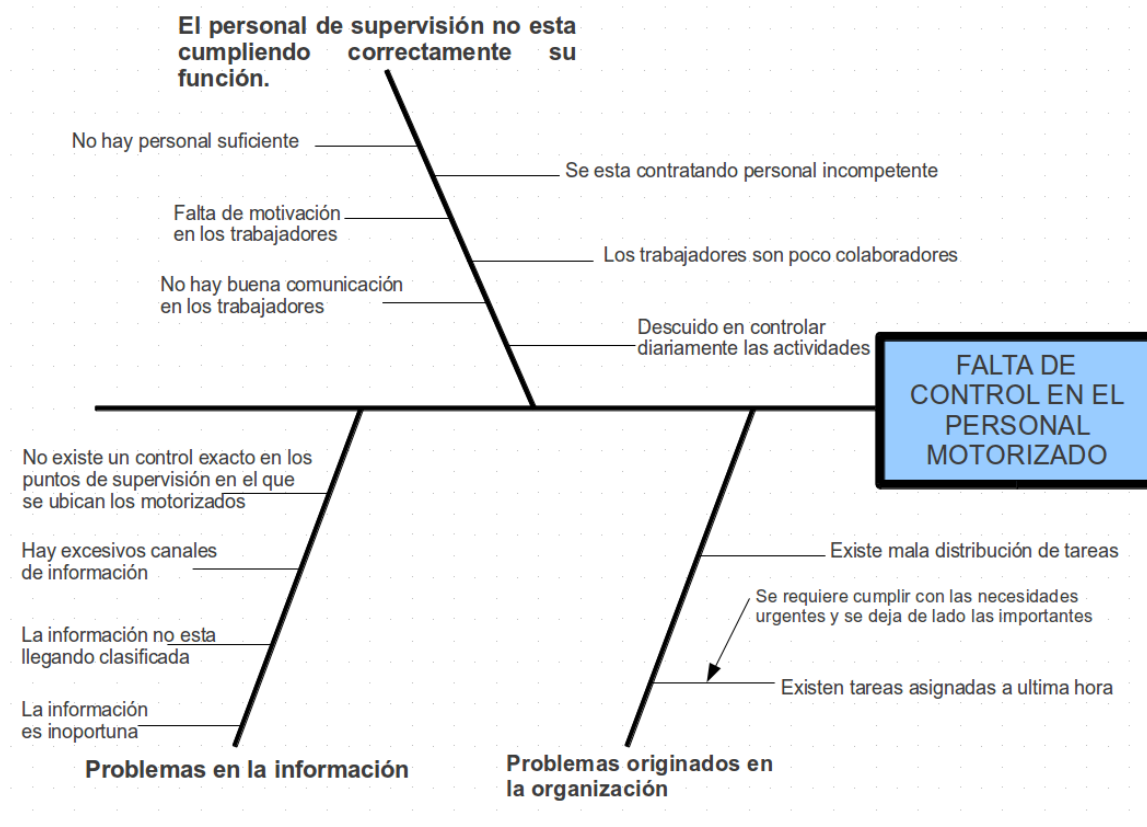 El personal de supervisión no esta
cumpliendo correctamente su
función.
No hay personal suficiente
Se esta contratando personal incompetente
Falta de motivación
en los trabajadores
Los trabajadores son poco colaboradores
No hay buena comunicación
en los trabajadores
Descuido en controlar
diariamente las actividades
FALTA DE
CONTROL EN EL
PERSONAL
MOTORIZADO
No existe un control exacto en los
puntos de supervisión en el que
se ubican los motorizados
Hay excesivos canales
de información
La información no esta
llegando clasificada
La información
es inoportuna
Problemas en la información
Existe mala distribución de tareas
Se requiere cumplir con las necesidades
urgentes y se deja de lado las importantes
Existen tareas asignadas a ultima hora
Problemas originados en
la organización